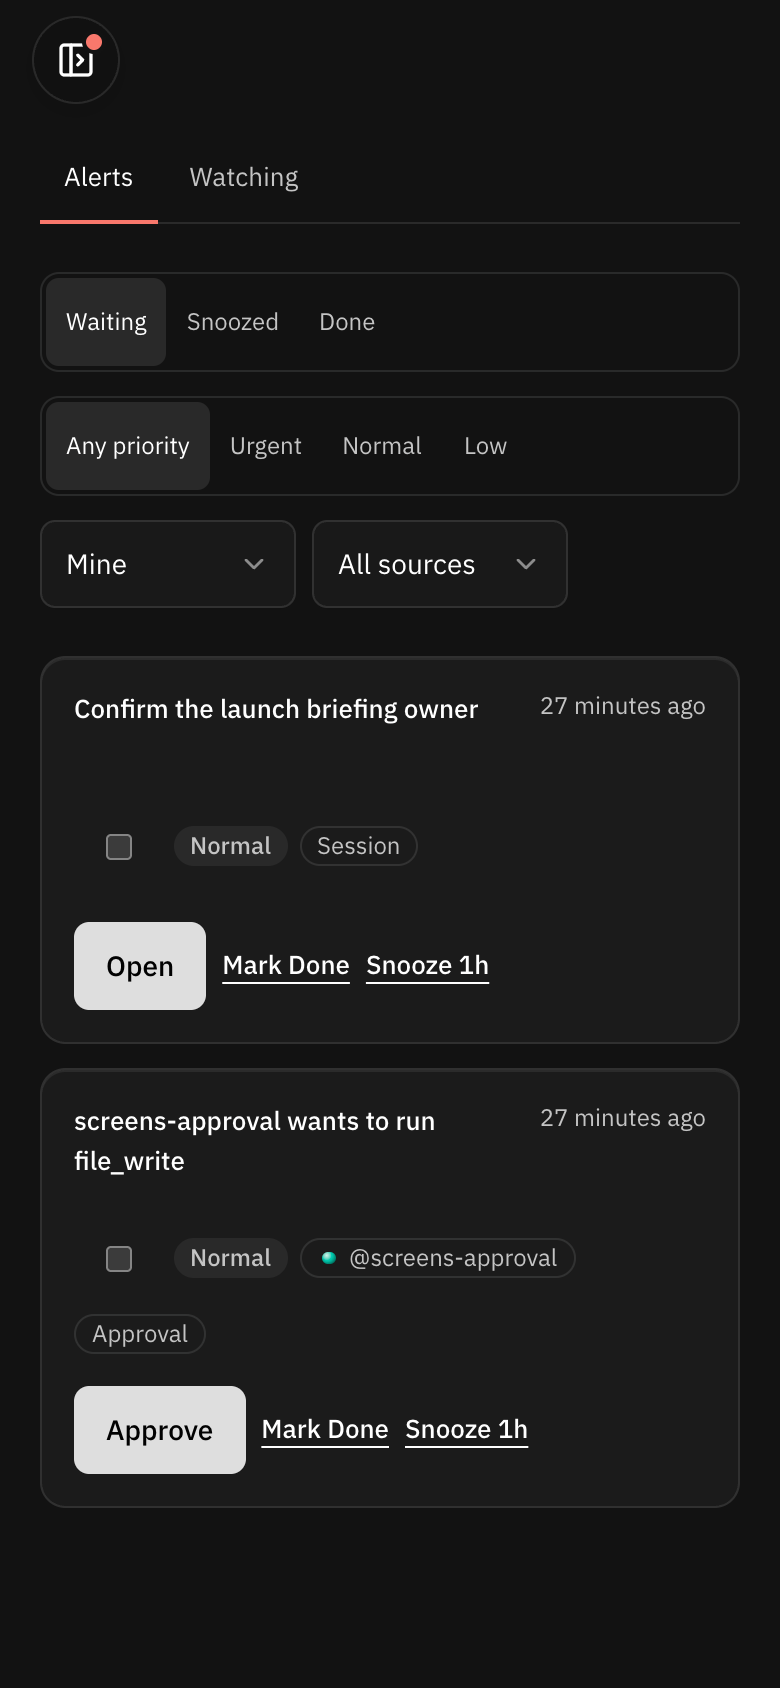 Alerts Watching
Waiting Snoozed Done
Any priority Urgent Normal Low
Mine All sources
Confirm the launch briefing owner 27 minutes ago
Normal Session
Open Mark Done Snooze 1h
screens-approval wants to run 27 minutes ago
file_write
Normal @screens-approval
Approval
Approve Mark Done Snooze 1h